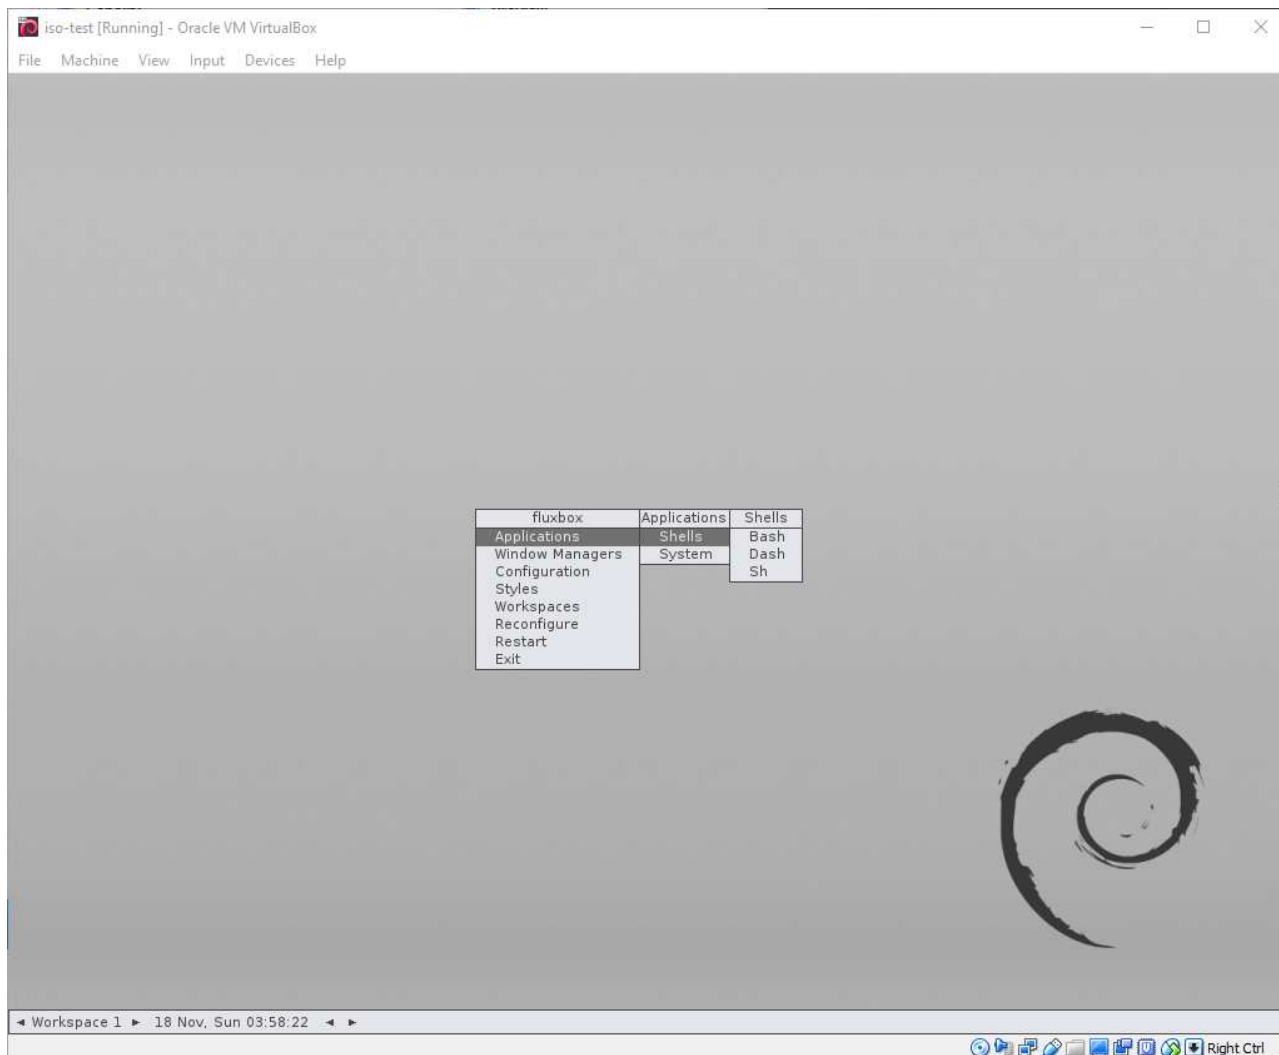 iso-test [Running] - Oracle VM VirtualBox
File Machine View Input Devices Help
fluxbox Applications Shells
Applications Shells Bash
Window Managers System Dash
Configuration Sh
Styles
Workspaces
Reconfigure
Restart
Exit
◄ Workspace 1 ► 18 Nov, Sun 03:58:22 ◄ ►
Right Ctrl